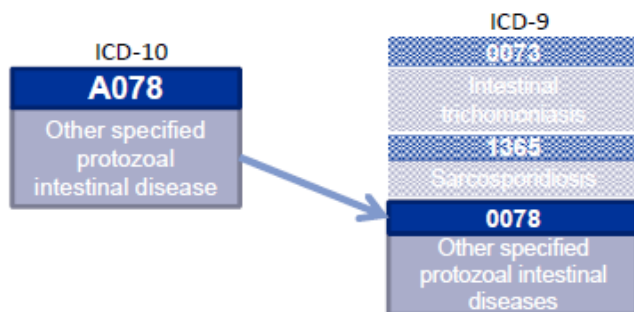 ICD-10
A078
Other specified
protozoal
intestinal disease
ICD-9
0073
Intestinal
trichomoniasis
1365
Sarcospondiosis
0078
Other specified
protozoal intestinal
diseases